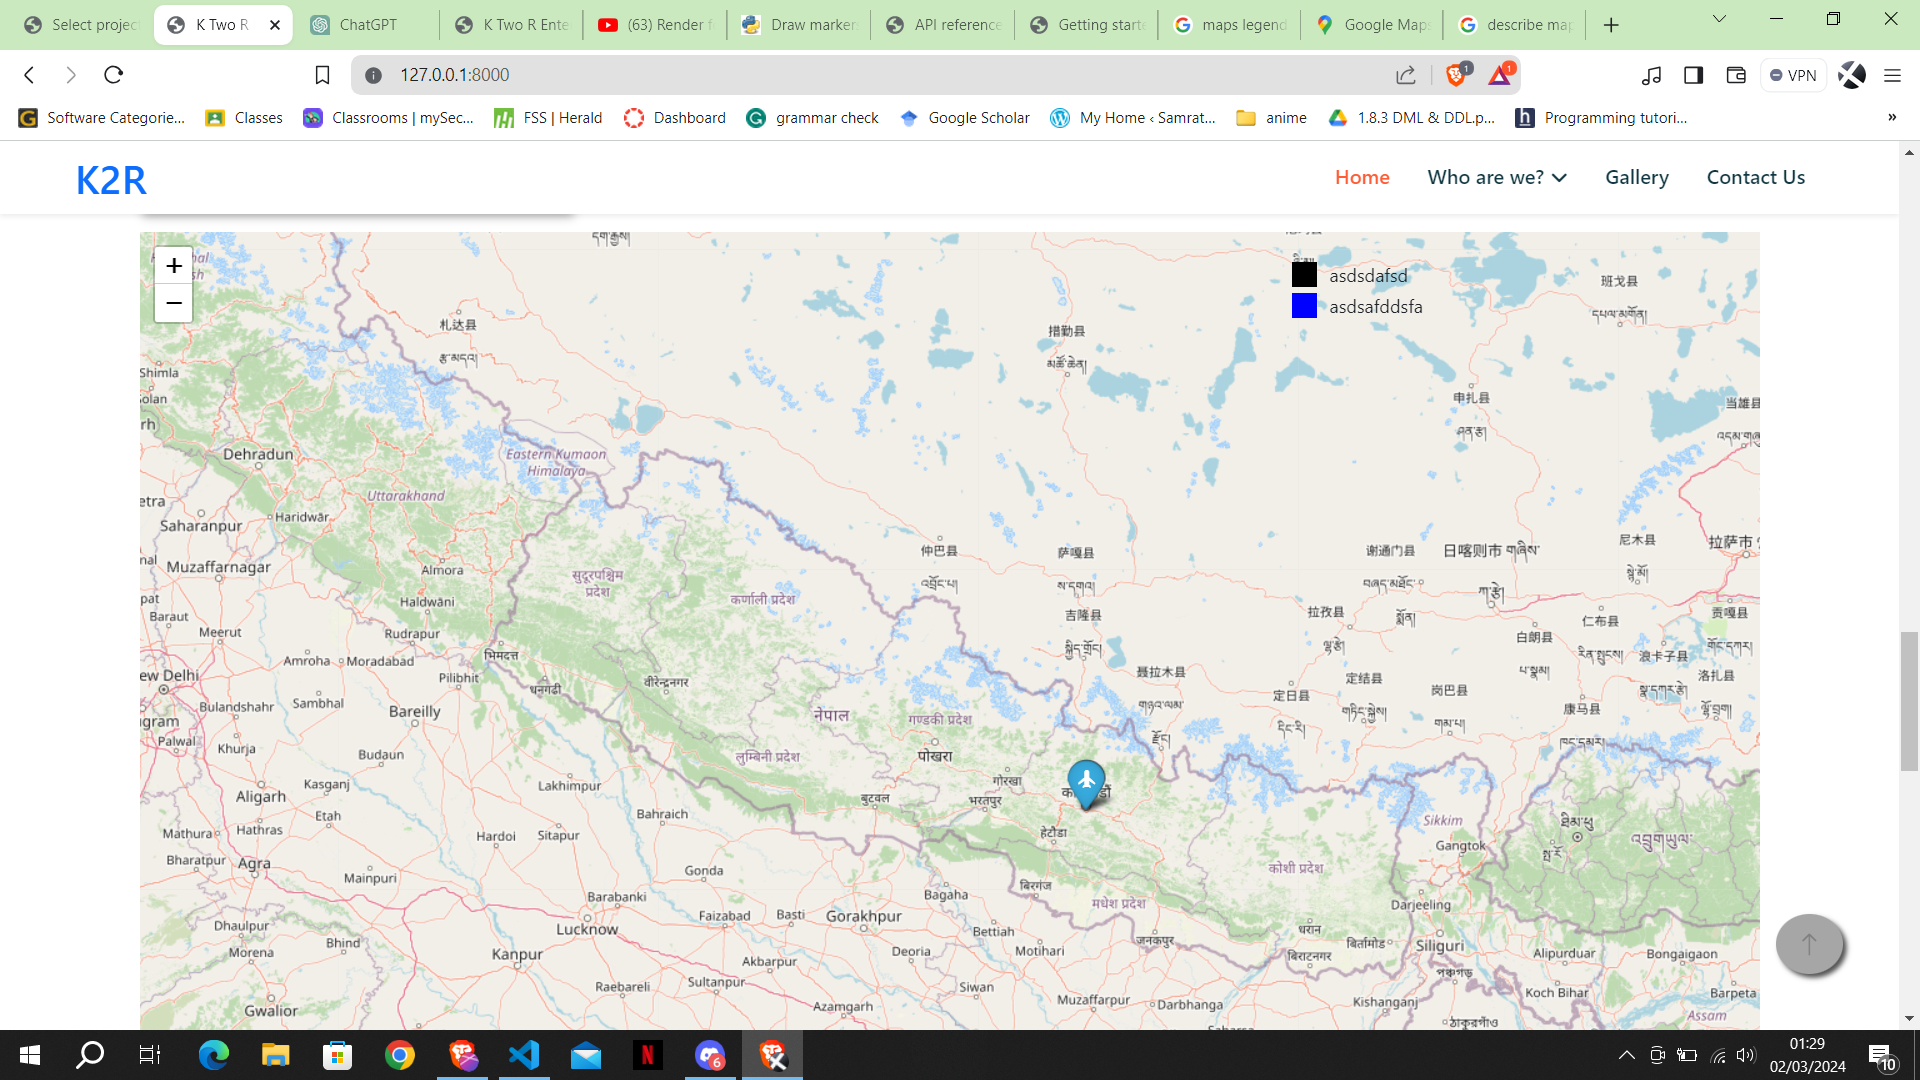 Select project
K Two R
ChatGPT
K Two R Ente
(63) Render f
Draw marker
API reference
Getting starte
maps legend
Google Maps
describe map
127.0.0.1:8000
1
1
VPN
Software Categorie...
Classes
Classrooms | mySec...
FSS | Herald
Dashboard
grammar check
Google Scholar
My Home ‹ Samrat...
anime
1.8.3 DML & DDL.p...
Programming tutori...
»
K2R
Home
Who are we?
Gallery
Contact Us
+
−
asdsdafsd
asdsafddsfa
班戈县
札达县
措勤县
Shimla
Solan
申扎县
当雄县
Dehradun
Eastern Kumaon
Himalaya
Uttarakhand
Saharanpur
Haridwār
仲巴县
萨嘎县
谢通门县
日喀则市 གཞིས་
尼木县
拉萨市
Muzaffarnagar
Almora
सुदूरपश्चिम
प्रदेश
कर्णाली प्रदेश
Haldwāni
吉隆县
拉孜县
仁布县
贡嘎县
Baraut
Meerut
Rudrapur
白朗县
Amroha
Moradabad
भिमदत्त
浪卡子县
ew Delhi
Pilibhit
धनगढी
वीरेन्द्रनगर
聂拉木县
定结县
定日县
岗巴县
洛扎县
Bulandshahr
Sambhal
Bareilly
नेपाल
गण्डकी प्रदेश
康马县
Palwal
Khurja
Budaun
लुम्बिनी प्रदेश
पोखरा
गोरखा
Kasganj
Lakhimpur
Aligarh
बुटवल
भरतपुर
Etah
Bahraich
Mathura
Hathras
Hardoi
Sitapur
हेटौडा
Sikkim
Gangtok
Bharatpur
Agra
Mainpuri
Gonda
कोशी प्रदेश
Barabanki
Bagaha
बिरगंज
मधेश प्रदेश
Darjeeling
Dhaulpur
Lucknow
Faizabad
Basti
Gorakhpur
Bettiah
धरान
Morena
Bhind
Kanpur
Deoria
Motihari
जनकपुर
बिर्तामोड
Siliguri
Alipurduar
Bongaigaon
Akbarpur
बिराटनगर
Raebareli
Sultanpur
Siwan
Muzaffarpur
Darbhanga
Kishanganj
Koch Bihar
Barpeta
Gwalior
Azamgarh
Assam
6
01:29
02/03/2024
10